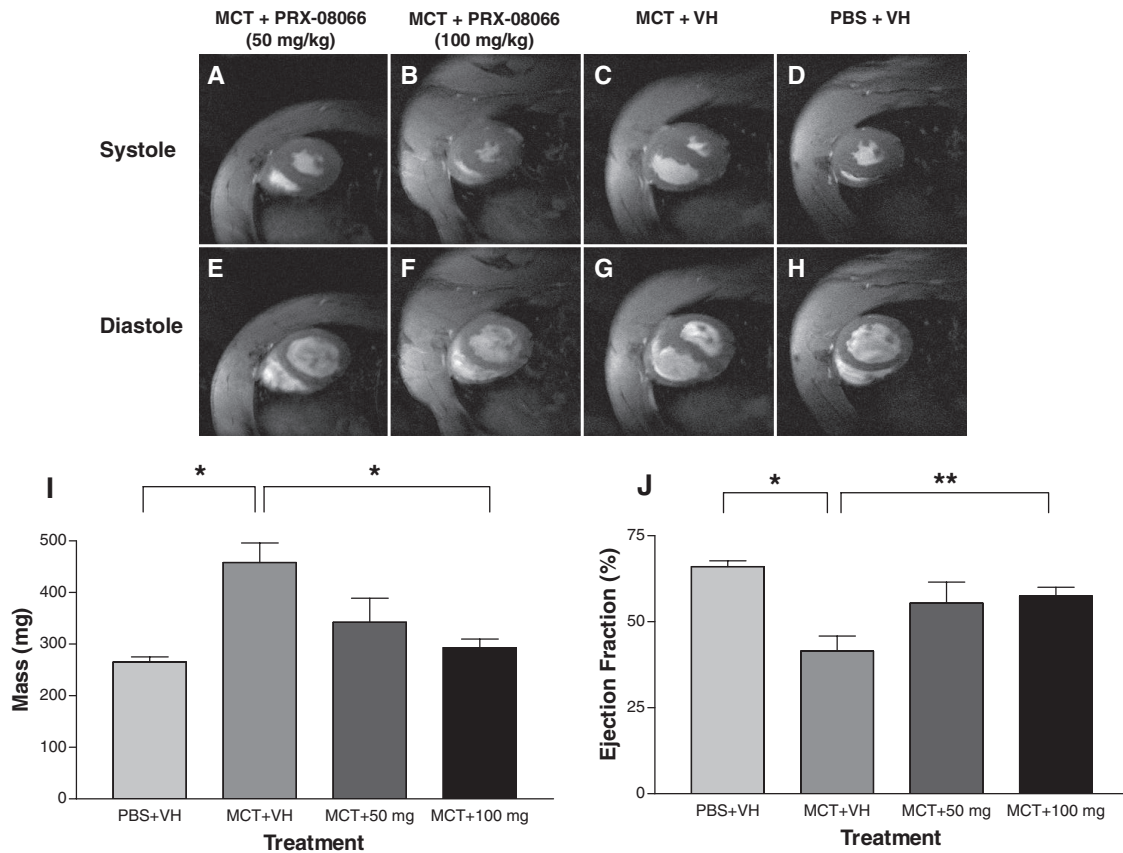 MCT + PRX-08066
(50 mg/kg)
MCT + PRX-08066
(100 mg/kg)
MCT + VH
PBS + VH
A
B
C
D
Systole
E
F
G
H
Diastole
I
*
*
500
400
300
200
100
0
Mass (mg)
PBS+VH
MCT+VH
MCT+50 mg
MCT+100 mg
Treatment
J
*
**
75
50
25
0
Ejection Fraction (%)
PBS+VH
MCT+VH
MCT+50 mg
MCT+100 mg
Treatment